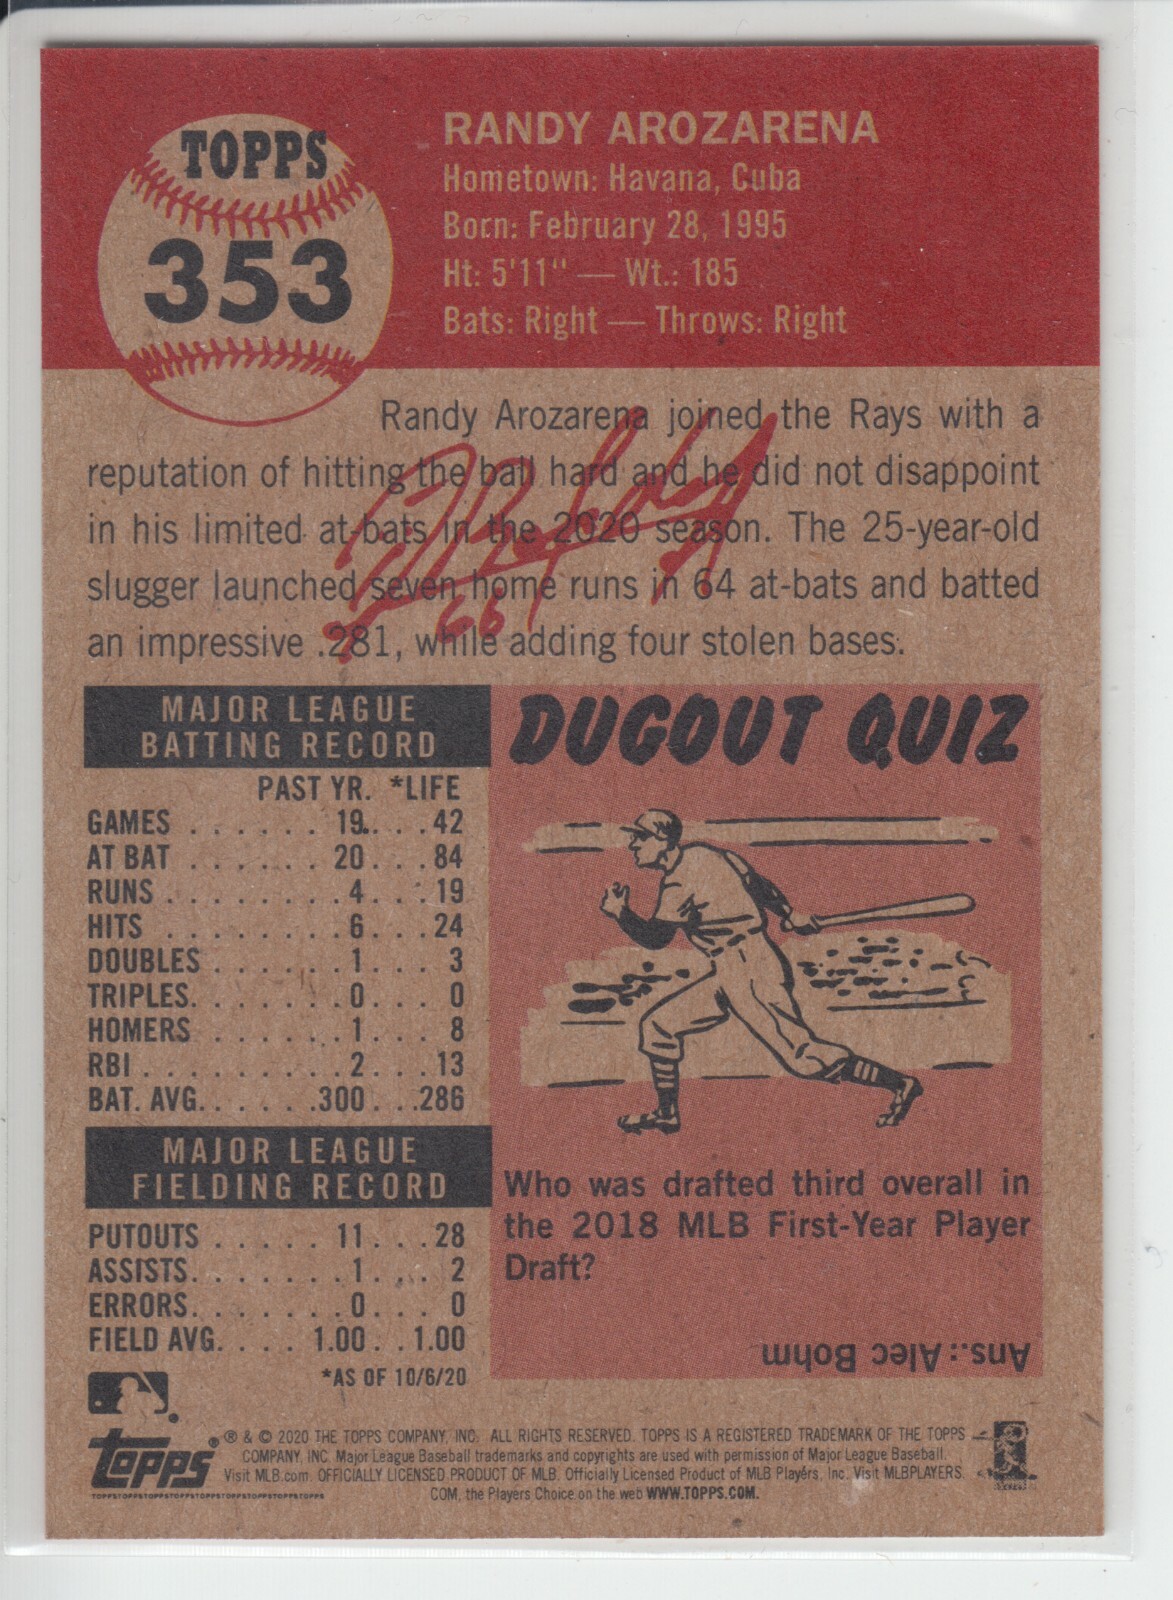 TOPPS
353
RANDY AROZARENA
Hometown: Havana, Cuba
Born: February 28, 1995
Ht: 5'11" — Wt.: 185
Bats: Right — Throws: Right
Randy Arozarena joined the Rays with a
reputation of hitting the ball hard and he did not disappoint
in his limited at-bats in the 2020 season. The 25-year-old
slugger launched seven home runs in 64 at-bats and batted
an impressive .281, while adding four stolen bases.
66
MAJOR LEAGUE
BATTING RECORD
PAST YR. *LIFE
GAMES . . . . . . 19. . . . 42
AT BAT . . . . . . 20 . . . 84
RUNS . . . . . . . . 4 . . . 19
HITS . . . . . . . . 6 . . . 24
DOUBLES . . . . . . 1 . . . 3
TRIPLES. . . . . . . 0 . . . 0
HOMERS . . . . . . 1 . . . 8
RBI . . . . . . . . . 2 . . . 13
BAT. AVG. . . . . . .300 . . .286
MAJOR LEAGUE
FIELDING RECORD
PUTOUTS . . . . . 11 . . . 28
ASSISTS. . . . . . . 1 . . . 2
ERRORS. . . . . . . 0 . . . 0
FIELD AVG. . . . 1.00 . . 1.00
*AS OF 10/6/20
DUGOUT QUIZ
Who was drafted third overall in
the 2018 MLB First-Year Player
Draft?
Ans.: Alec Bohm
topps®
TOPPSTOPPSTOPPSTOPPSTOPPSTOPPSTOPPSTOPPSTOPPS
® & © 2020 THE TOPPS COMPANY, INC. ALL RIGHTS RESERVED. TOPPS IS A REGISTERED TRADEMARK OF THE TOPPS
COMPANY, INC. Major League Baseball trademarks and copyrights are used with permission of Major League Baseball.
Visit MLB.com. OFFICIALLY LICENSED PRODUCT OF MLB. Officially Licensed Product of MLB Players, Inc. Visit MLBPLAYERS.
COM, the Players Choice on the web WWW.TOPPS.COM.